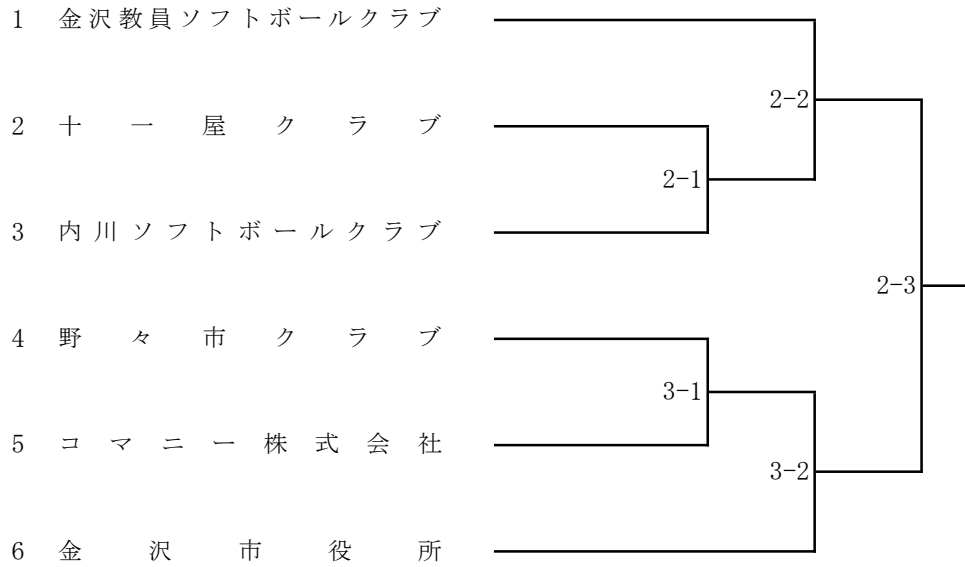 1 金沢教員ソフトボールクラブ
2-2
2 十一屋クラブ
2-1
3 内川ソフトボールクラブ
2-3
4 野々市クラブ
3-1
5 コマニー株式会社
3-2
6 金沢市役所